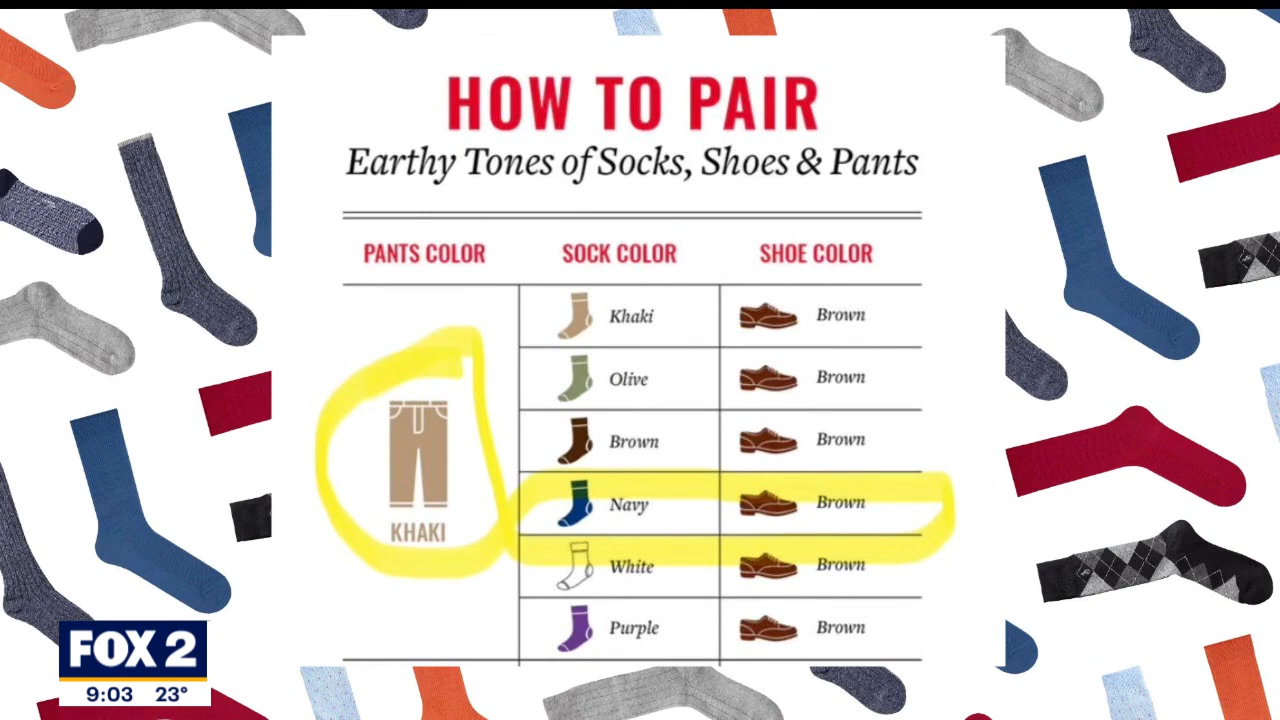 HOW TO PAIR
Earthy Tones of Socks, Shoes & Pants
PANTS COLOR SOCK COLOR SHOE COLOR
Khaki Brown
Olive Brown
Brown Brown
Navy Brown
KHAKI
White Brown
Purple Brown
FOX 2
9:03 23°